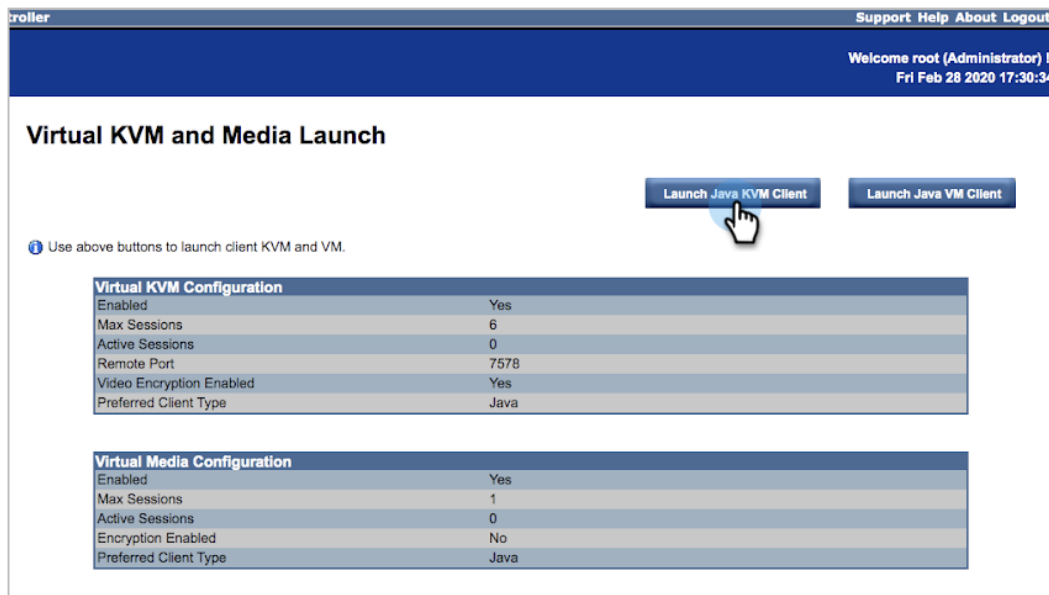 troller Support Help About Logout
Welcome root (Administrator) !
Fri Feb 28 2020 17:30:34
Virtual KVM and Media Launch
Launch Java KVM Client Launch Java VM Client
Use above buttons to launch client KVM and VM.
Virtual KVM Configuration
Enabled Yes
Max Sessions 6
Active Sessions 0
Remote Port 7578
Video Encryption Enabled Yes
Preferred Client Type Java
Virtual Media Configuration
Enabled Yes
Max Sessions 1
Active Sessions 0
Encryption Enabled No
Preferred Client Type Java